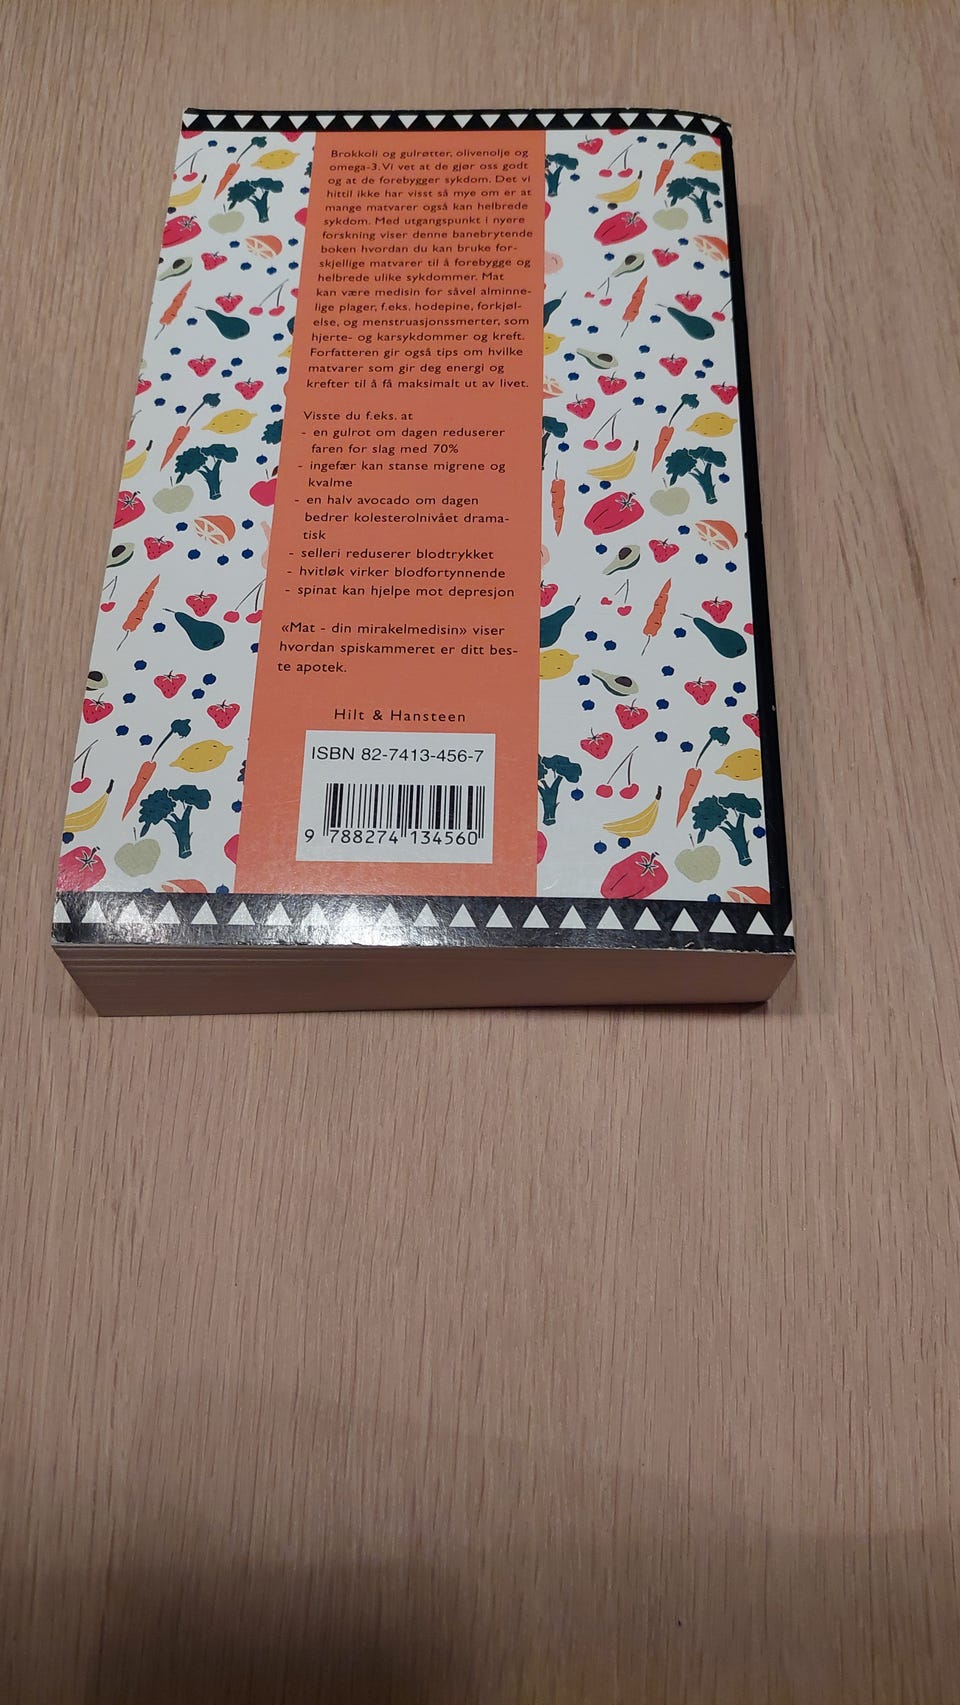 Brokkoli og gulrøtter, olivenolje og
omega-3. Vi vet at de gjør oss godt
og at de forebygger sykdom. Det vi
hittil ikke har visst så mye om er at
mange matvarer også kan helbrede
sykdom. Med utgangspunkt i nyere
forskning viser denne banebrytende
boken hvordan du kan bruke for-
skjellige matvarer til å forebygge og
helbrede ulike sykdommer. Mat
kan være medisin for såvel alminne-
lige plager, f.eks. hodepine, forkjøl-
else, og menstruasjonssmerter, som
hjerte- og karsykdommer og kreft.
Forfatteren gir også tips om hvilke
matvarer som gir deg energi og
krefter til å få maksimalt ut av livet.
Visste du f.eks. at
- en gulrot om dagen reduserer
faren for slag med 70%
- ingefær kan stanse migrene og
kvalme
- en halv avocado om dagen
bedrer kolesterolnivået drama-
tisk
- selleri reduserer blodtrykket
- hvitløk virker blodfortynnende
- spinat kan hjelpe mot depresjon
«Mat - din mirakelmedisin» viser
hvordan spiskammeret er ditt bes-
te apotek.
Hilt & Hansteen
ISBN 82-7413-456-7
9 788274 134560